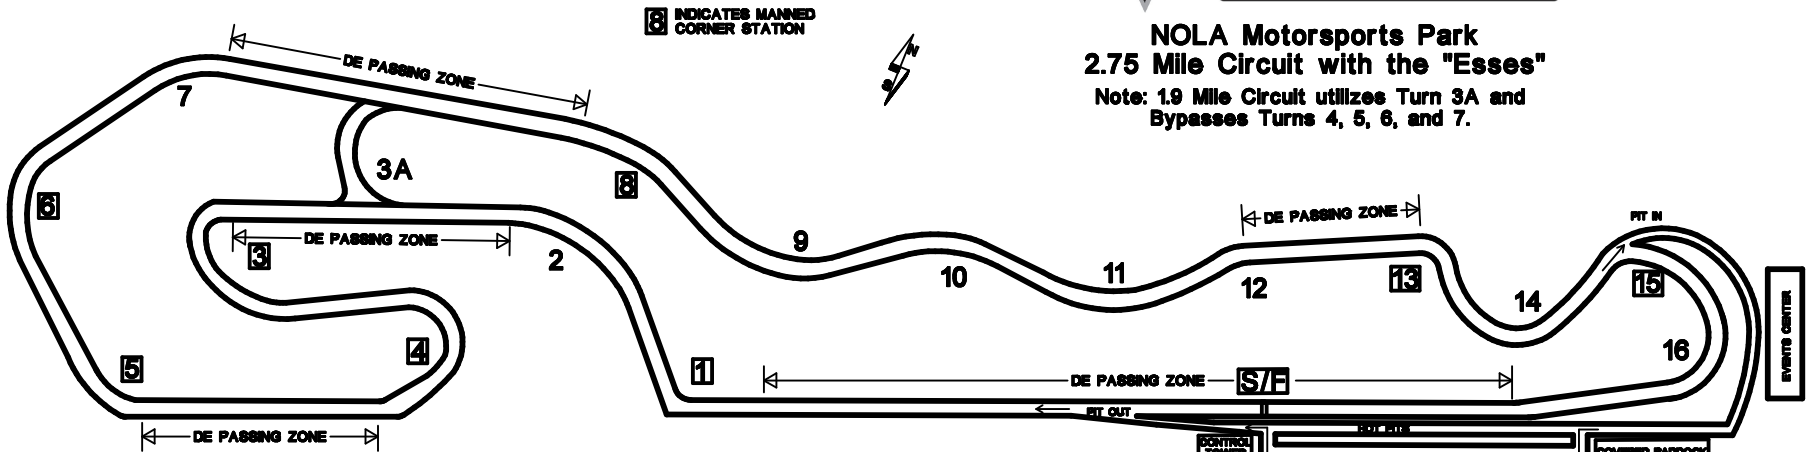 8 INDICATES MANNED
CORNER STATION
N
S
NOLA Motorsports Park
2.75 Mile Circuit with the "Esses"
Note: 1.9 Mile Circuit utilizes Turn 3A and
Bypasses Turns 4, 5, 6, and 7.
DE PASSING ZONE
7
3A
8
6
DE PASSING ZONE
3
2
9
10
11
12
DE PASSING ZONE
13
14
PIT IN
15
16
EVENTS CENTER
4
5
1
DE PASSING ZONE
S/F
PIT OUT
HOT PITS
DE PASSING ZONE
CONTROL
TOWER
COVERED PADDOCK